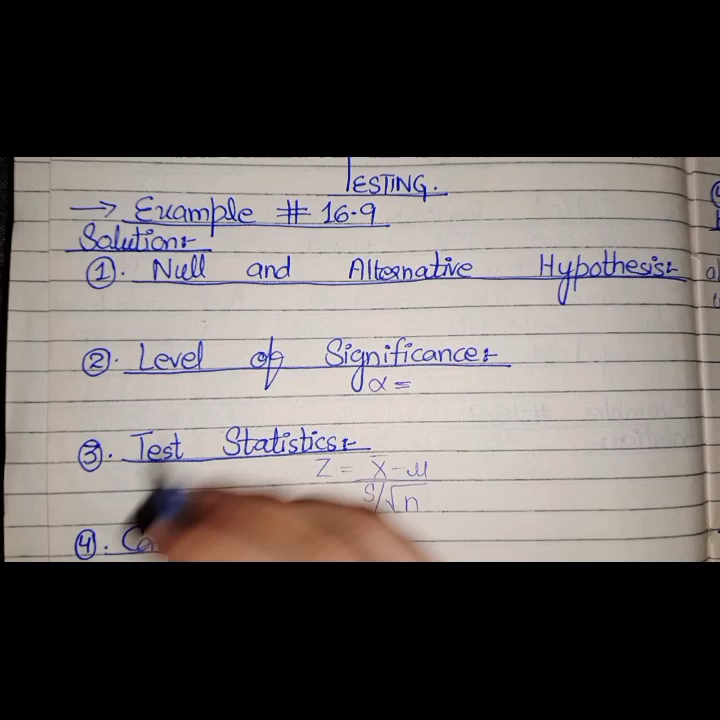 TESTING.
→ Example # 16.9
Solution:-
①. Null and Alternative Hypothesis:-
②. Level of Significance:-
α =
③. Test Statistics:-
Z = X̄ - μ
S/√n
④.